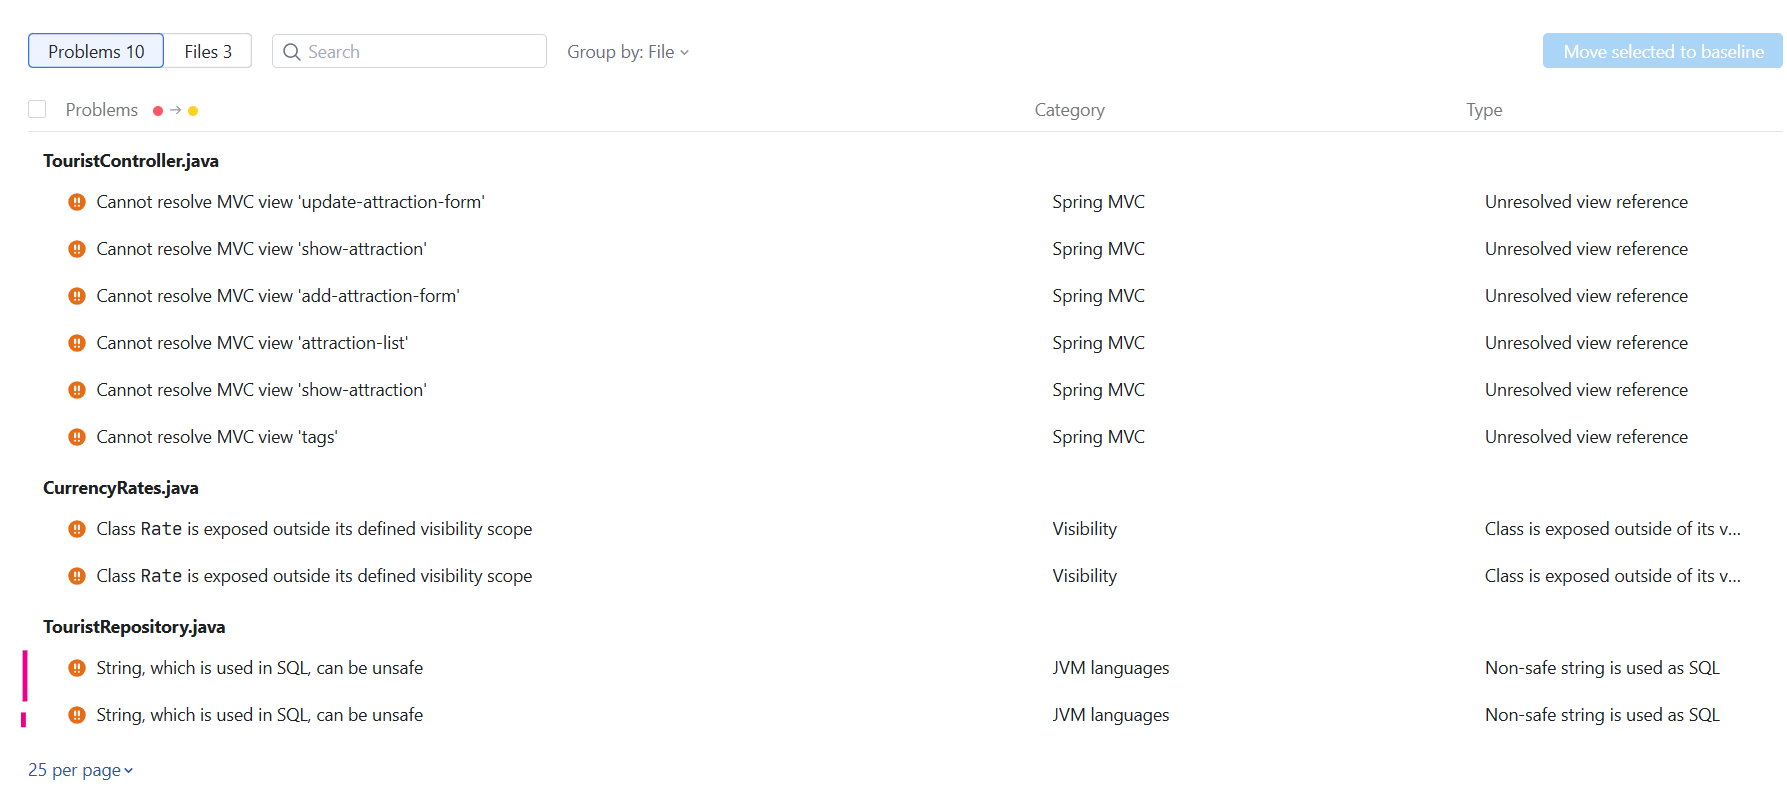 Problems 10 Files 3 Search Group by: File Move selected to baseline
Problems Category Type
TouristController.java
Cannot resolve MVC view 'update-attraction-form' Spring MVC Unresolved view reference
Cannot resolve MVC view 'show-attraction' Spring MVC Unresolved view reference
Cannot resolve MVC view 'add-attraction-form' Spring MVC Unresolved view reference
Cannot resolve MVC view 'attraction-list' Spring MVC Unresolved view reference
Cannot resolve MVC view 'show-attraction' Spring MVC Unresolved view reference
Cannot resolve MVC view 'tags' Spring MVC Unresolved view reference
CurrencyRates.java
Class Rate is exposed outside its defined visibility scope Visibility Class is exposed outside of its v...
Class Rate is exposed outside its defined visibility scope Visibility Class is exposed outside of its v...
TouristRepository.java
String, which is used in SQL, can be unsafe JVM languages Non-safe string is used as SQL
String, which is used in SQL, can be unsafe JVM languages Non-safe string is used as SQL
25 per page